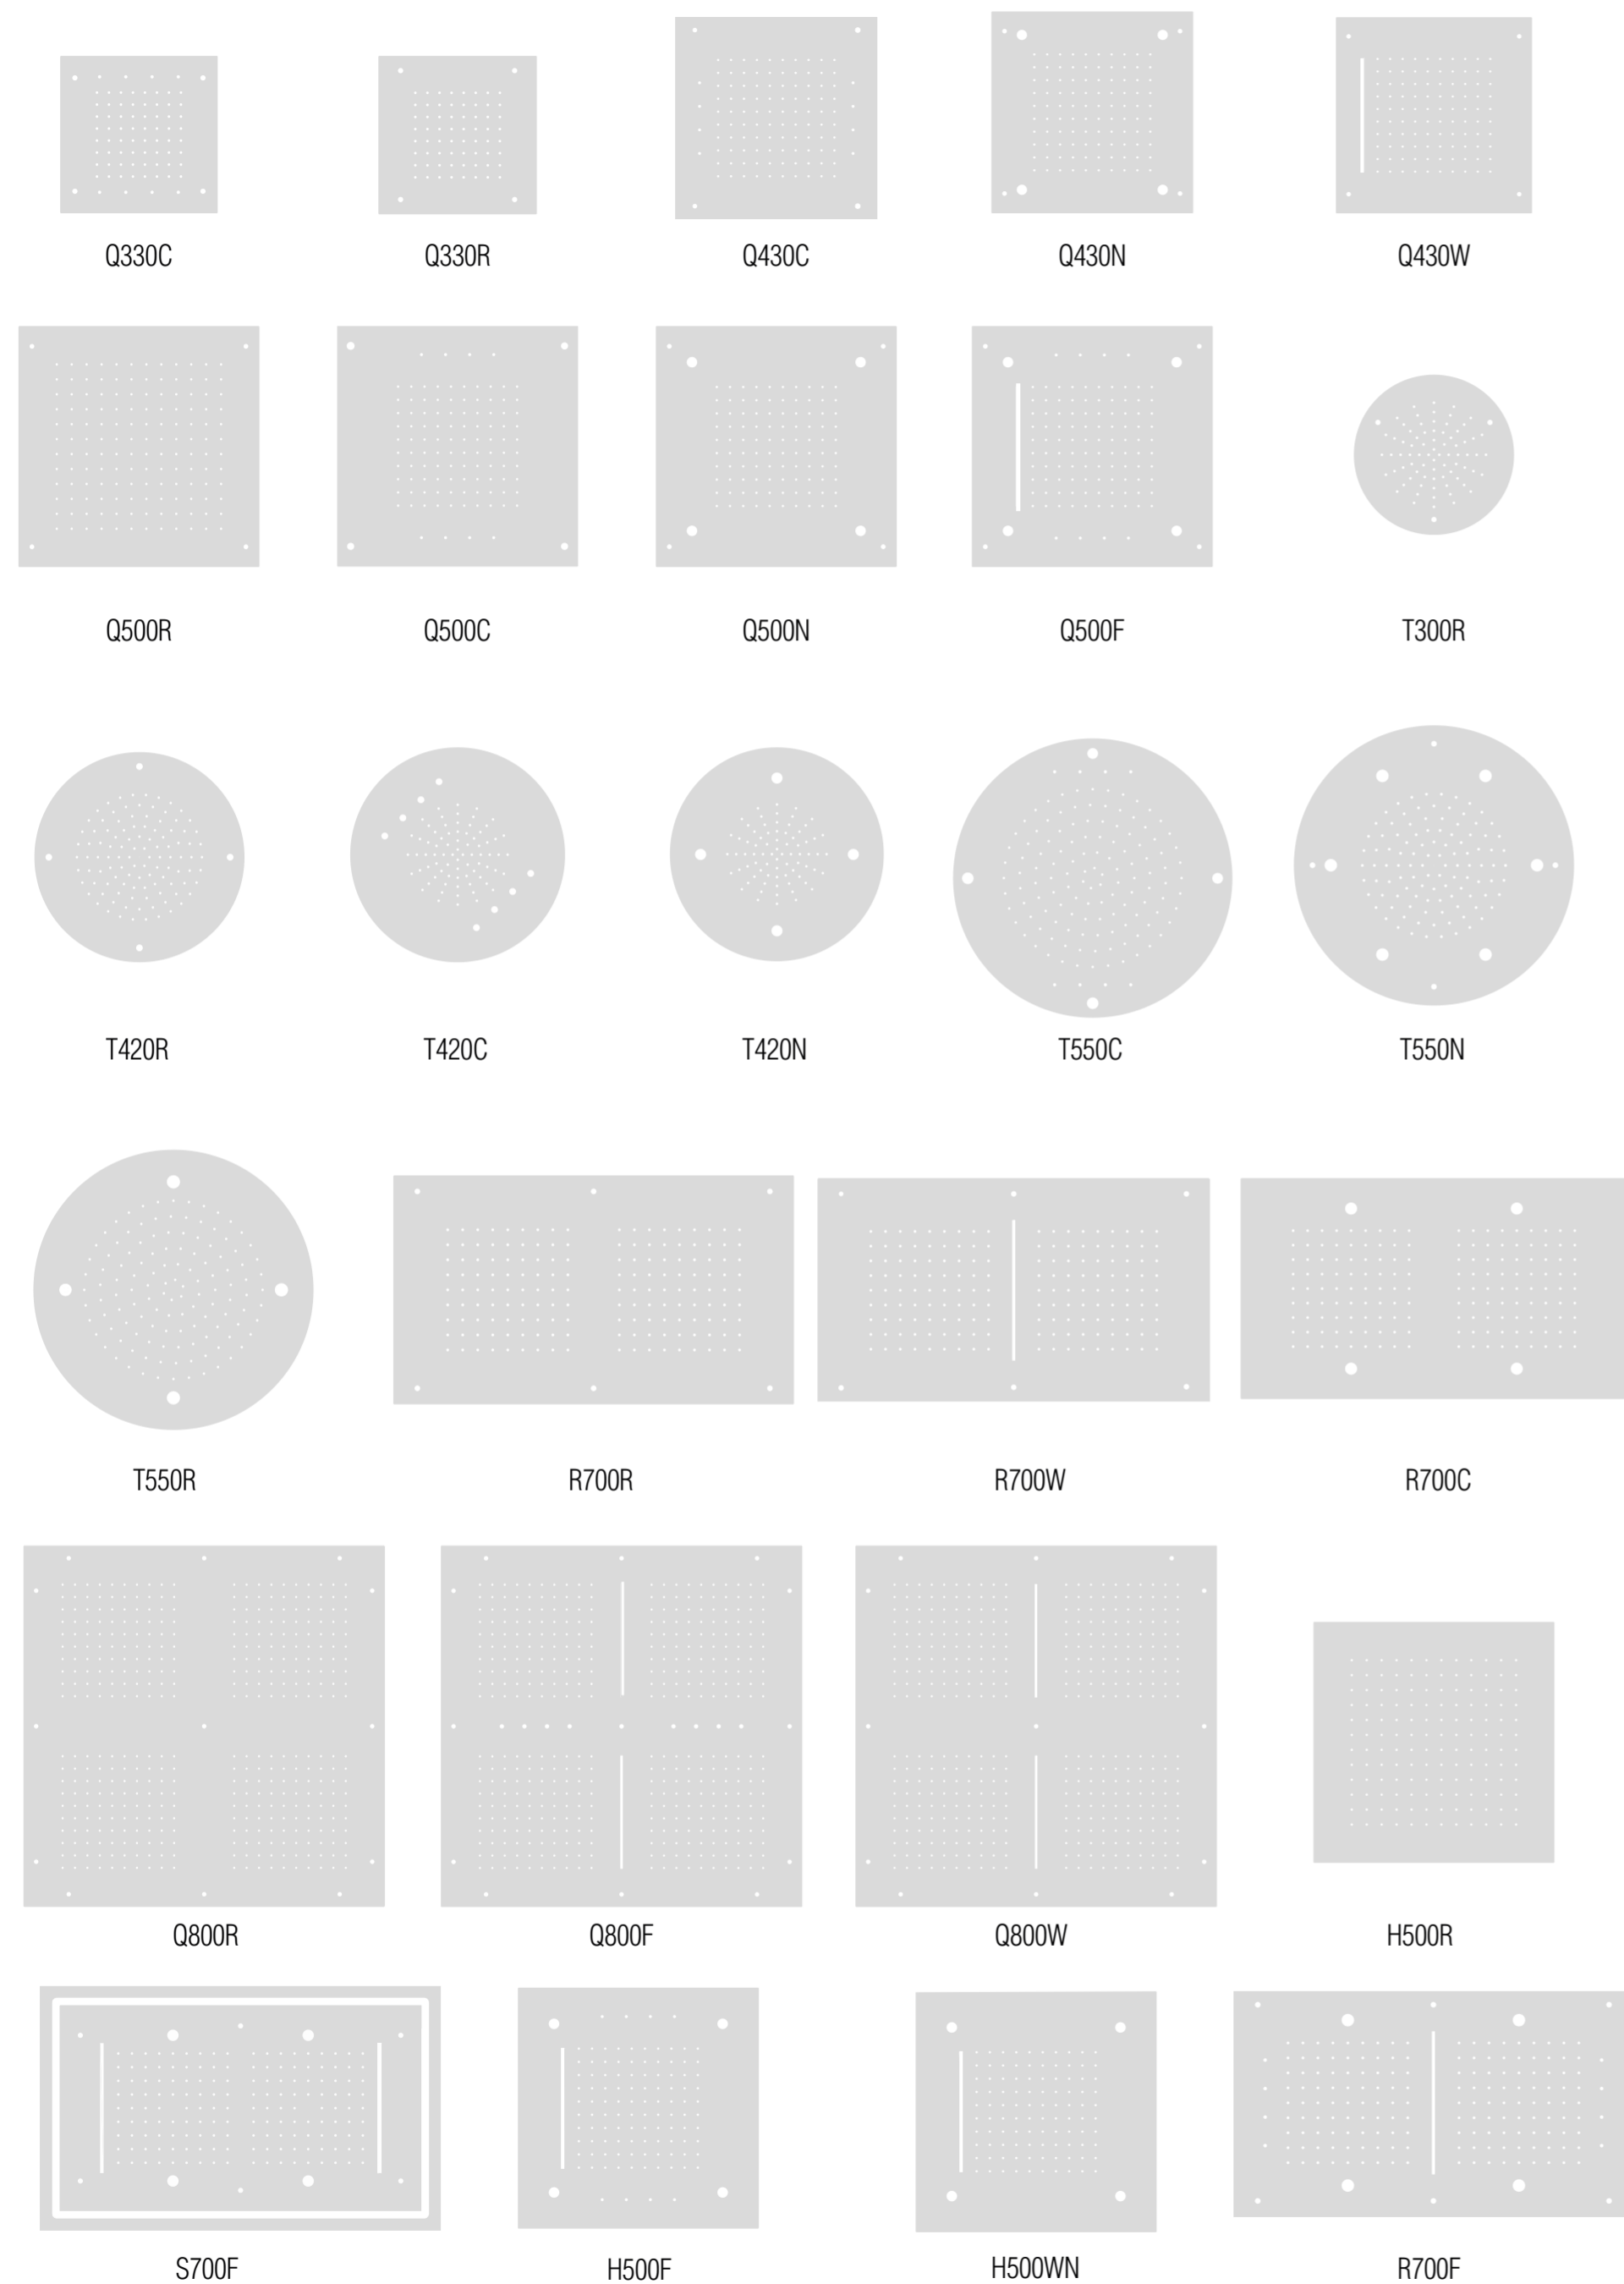 Q330C
Q330R
Q430C
Q430N
Q430W
Q500R
Q500C
Q500N
Q500F
T300R
T420R
T420C
T420N
T550C
T550N
T550R
R700R
R700W
R700C
Q800R
Q800F
Q800W
H500R
S700F
H500F
H500WN
R700F